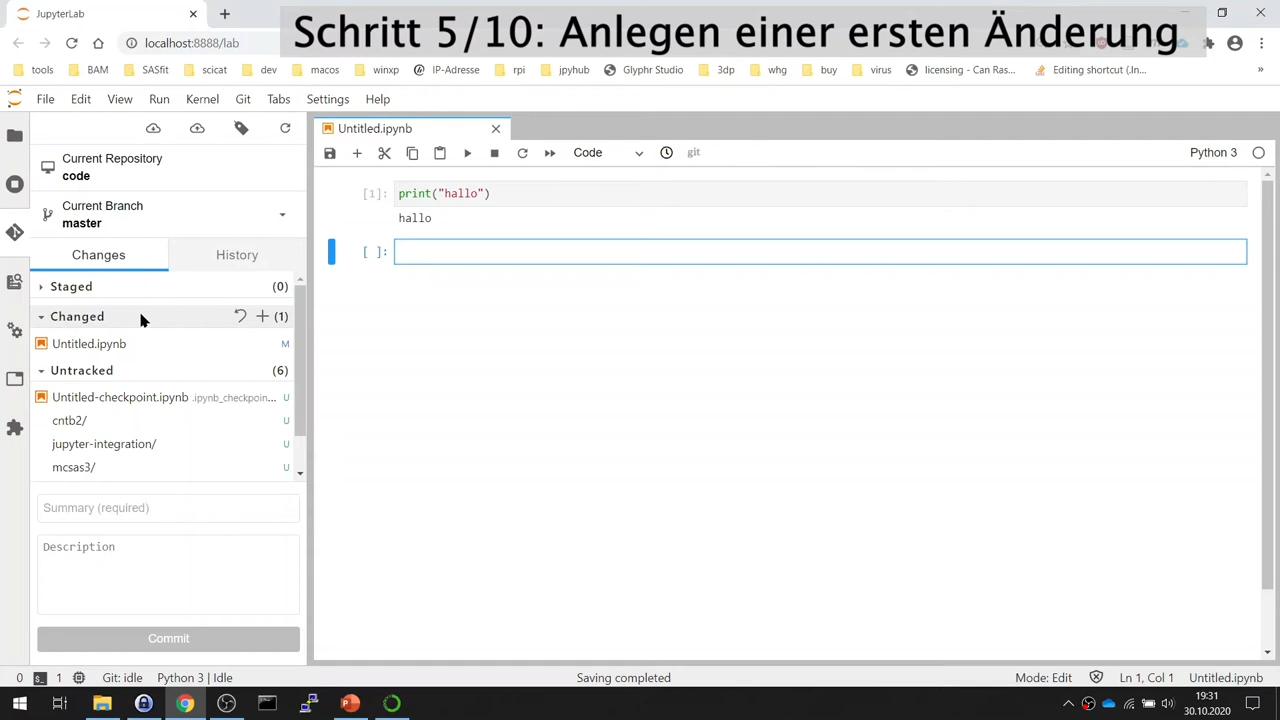 JupyterLab
Schritt 5/10: Anlegen einer ersten Änderung
localhost:8888/lab
tools BAM SASfit scicat dev macos winxp IP-Adresse rpi jpyhub Glyphr Studio 3dp whg buy virus licensing - Can Ras... Editing shortcut (.In... »
File Edit View Run Kernel Git Tabs Settings Help
Untitled.ipynb
Code git Python 3
Current Repository
code
Current Branch
master
Changes History
Staged (0)
Changed (1)
Untitled.ipynb M
Untracked (6)
Untitled-checkpoint.ipynb .ipynb_checkpoin... U
cntb2/ U
jupyter-integration/ U
mcsas3/ U
Summary (required)
Description
Commit
[1]: print("hallo")
hallo
[ ]:
0 1 Git: idle Python 3 | Idle Saving completed Mode: Edit Ln 1, Col 1 Untitled.ipynb
19:31
30.10.2020